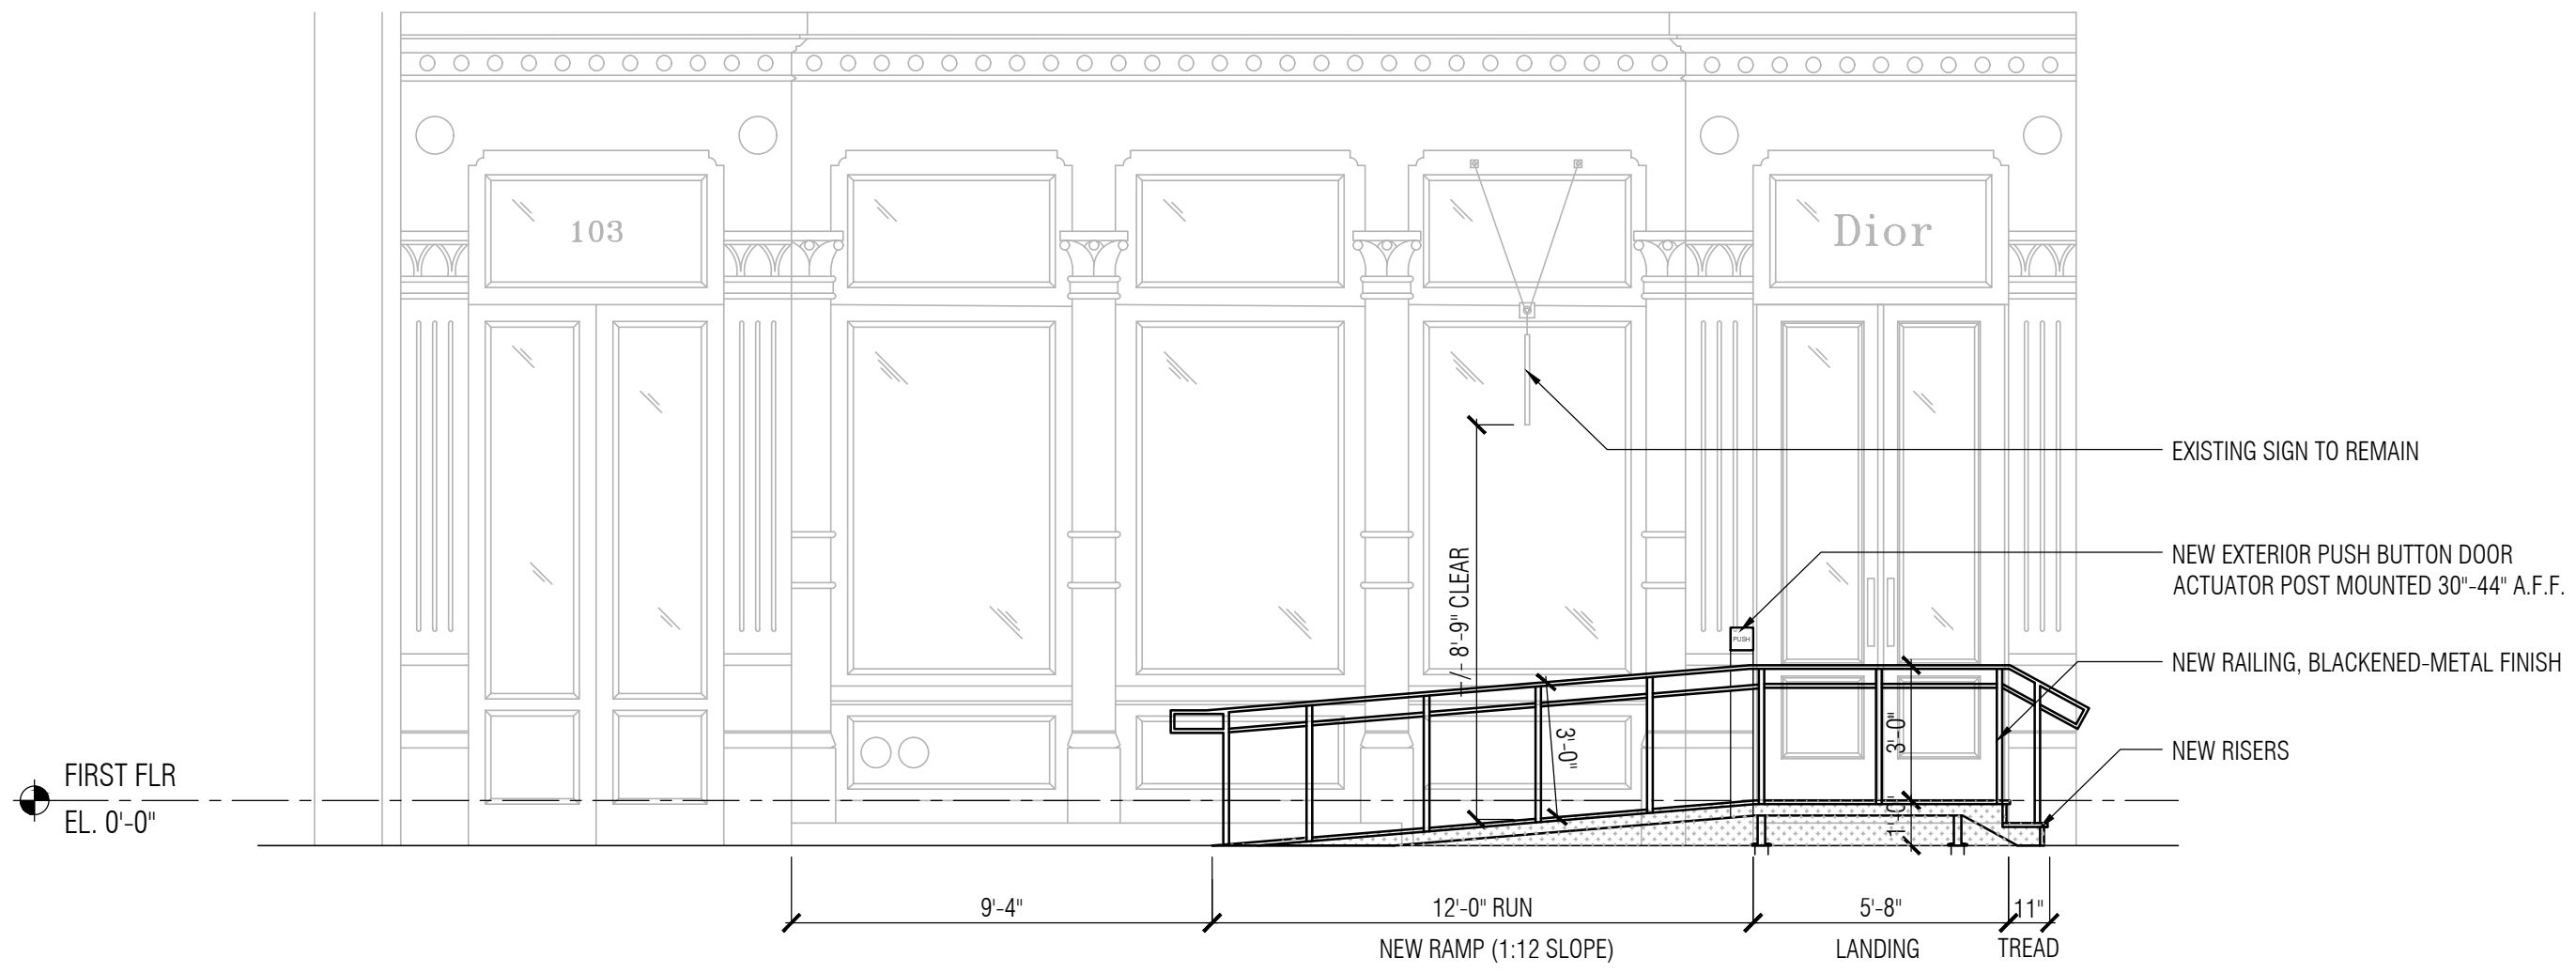 103
Dior
EXISTING SIGN TO REMAIN
NEW EXTERIOR PUSH BUTTON DOOR
ACTUATOR POST MOUNTED 30"-44" A.F.F.
+/- 8'-9" CLEAR
PUSH
NEW RAILING, BLACKENED-METAL FINISH
3'-0"
3'-0"
NEW RISERS
FIRST FLR
EL. 0'-0"
1'-0"
9'-4"
12'-0" RUN
5'-8"
11"
NEW RAMP (1:12 SLOPE)
LANDING
TREAD